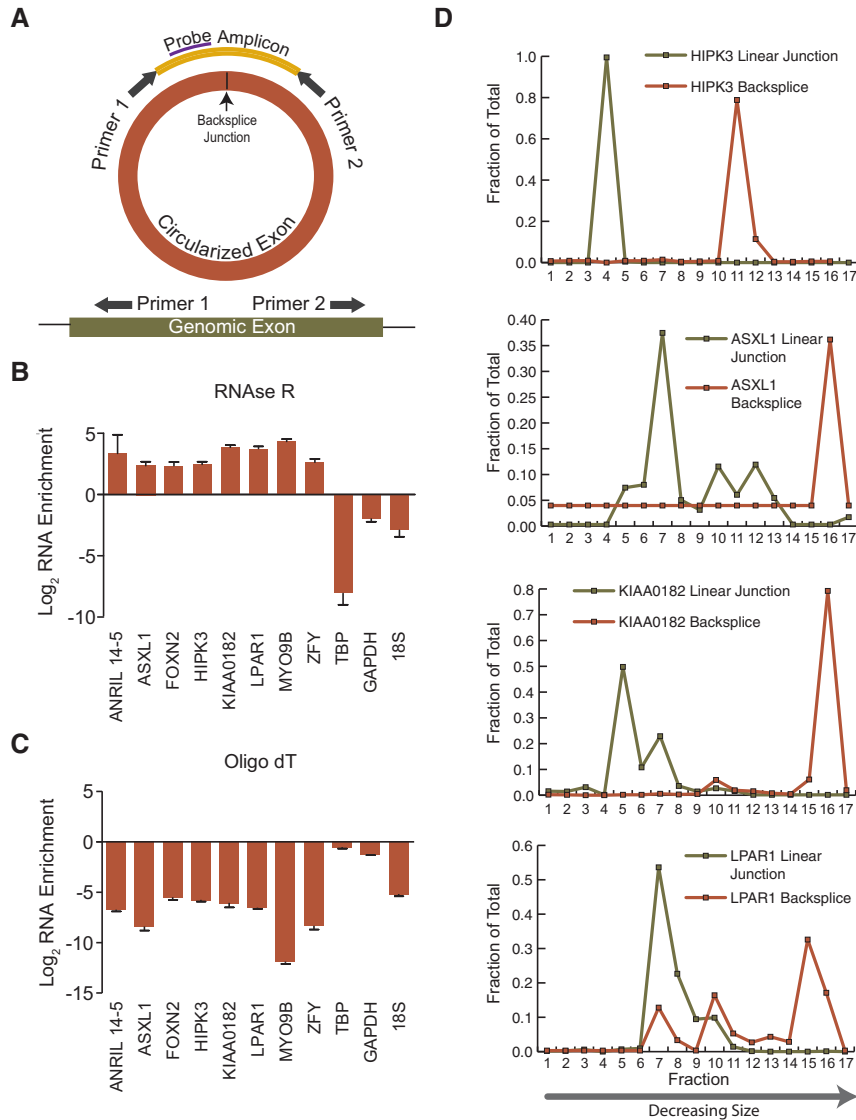 A
Probe Amplicon
Primer 1
Primer 2
Backsplice
Junction
Circularized Exon
Primer 1 Primer 2
Genomic Exon
B
RNAse R
Log2 RNA Enrichment
5
0
-5
-10
ANRIL 14-5
ASXL1
FOXN2
HIPK3
KIAA0182
LPAR1
MYO9B
ZFY
TBP
GAPDH
18S
C
Oligo dT
Log2 RNA Enrichment
0
-5
-10
-15
ANRIL 14-5
ASXL1
FOXN2
HIPK3
KIAA0182
LPAR1
MYO9B
ZFY
TBP
GAPDH
18S
D
HIPK3 Linear Junction
HIPK3 Backsplice
Fraction of Total
1.0
0.8
0.6
0.4
0.2
0.0
1 2 3 4 5 6 7 8 9 10 11 12 13 14 15 16 17
ASXL1 Linear
Junction
ASXL1
Backsplice
Fraction of Total
0.40
0.35
0.30
0.25
0.20
0.15
0.10
0.05
0.00
1 2 3 4 5 6 7 8 9 10 11 12 13 14 15 16 17
KIAA0182 Linear Junction
KIAA0182 Backsplice
Fraction of Total
0.8
0.7
0.6
0.5
0.4
0.3
0.2
0.1
0.0
1 2 3 4 5 6 7 8 9 10 11 12 13 14 15 16 17
LPAR1 Linear
Junction
LPAR1 Backsplice
Fraction of Total
0.6
0.5
0.4
0.3
0.2
0.1
0.0
1 2 3 4 5 6 7 8 9 10 11 12 13 14 15 16 17
Fraction
Decreasing Size